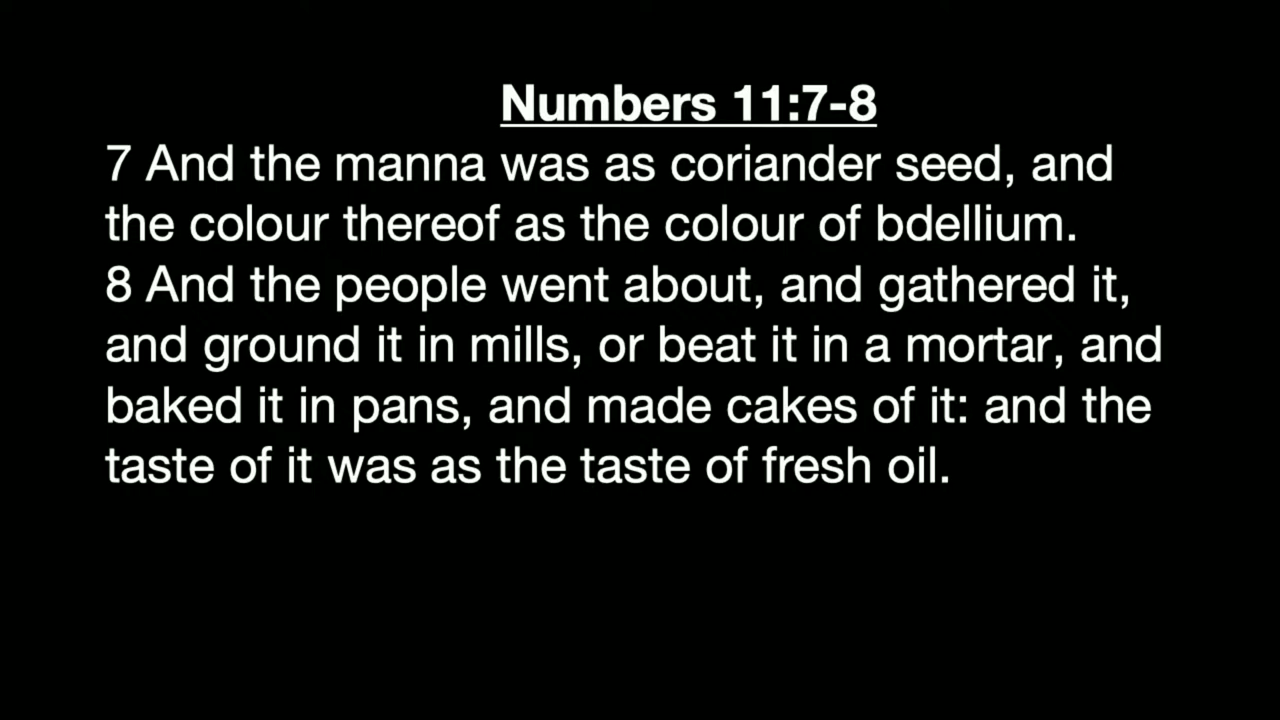 Numbers 11:7-8
7 And the manna was as coriander seed, and
the colour thereof as the colour of bdellium.
8 And the people went about, and gathered it,
and ground it in mills, or beat it in a mortar, and
baked it in pans, and made cakes of it: and the
taste of it was as the taste of fresh oil.